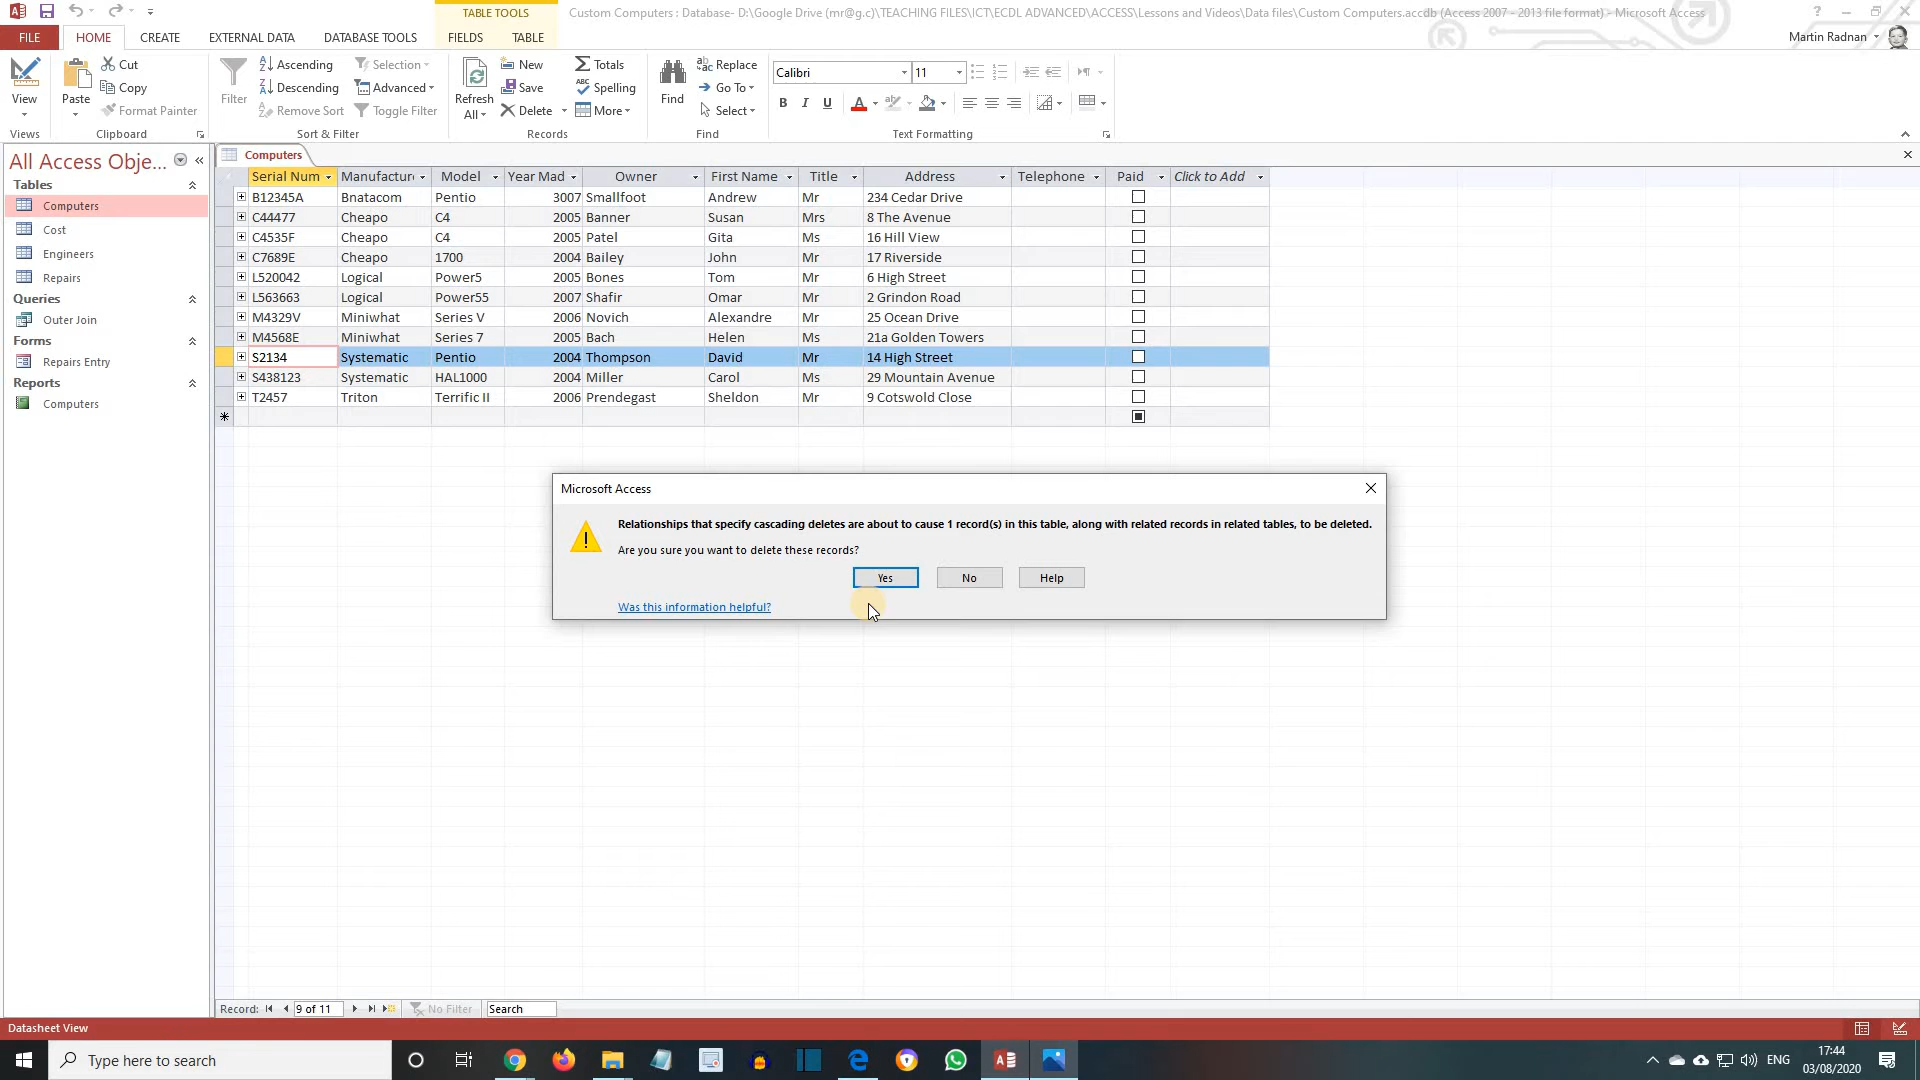 TABLE TOOLS
Custom Computers : Database- D:\Google Drive (mr@g.c)\TEACHING FILES\ICT\ECDL ADVANCED\ACCESS\Lessons and Videos\Data files\Custom Computers.accdb (Access 2007 - 2013 file format) - Microsoft Access
FILE HOME CREATE EXTERNAL DATA DATABASE TOOLS FIELDS TABLE Martin Radnan
View
Views
Paste
Cut
Copy
Format Painter
Clipboard
Filter
Ascending
Descending
Remove Sort
Selection
Advanced
Toggle Filter
Sort & Filter
Refresh
All
New
Save
Delete
Totals
Spelling
More
Records
Find
Replace
Go To
Select
Find
Calibri 11
B I U
Text Formatting
All Access Obje...
Tables
Computers
Cost
Engineers
Repairs
Queries
Outer Join
Forms
Repairs Entry
Reports
Computers
Computers
Serial Num Manufacture Model Year Mad Owner First Name Title Address Telephone Paid Click to Add
B12345A Bnatacom Pentio 3007 Smallfoot Andrew Mr 234 Cedar Drive
C44477 Cheapo C4 2005 Banner Susan Mrs 8 The Avenue
C4535F Cheapo C4 2005 Patel Gita Ms 16 Hill View
C7689E Cheapo 1700 2004 Bailey John Mr 17 Riverside
L520042 Logical Power5 2005 Bones Tom Mr 6 High Street
L563663 Logical Power55 2007 Shafir Omar Mr 2 Grindon Road
M4329V Miniwhat Series V 2006 Novich Alexandre Mr 25 Ocean Drive
M4568E Miniwhat Series 7 2005 Bach Helen Ms 21a Golden Towers
S2134 Systematic Pentio 2004 Thompson David Mr 14 High Street
S438123 Systematic HAL1000 2004 Miller Carol Ms 29 Mountain Avenue
T2457 Triton Terrific II 2006 Prendegast Sheldon Mr 9 Cotswold Close
Microsoft Access
Relationships that specify cascading deletes are about to cause 1 record(s) in this table, along with related records in related tables, to be deleted.
Are you sure you want to delete these records?
Yes No Help
Was this information helpful?
Record: 9 of 11 No Filter Search
Datasheet View
Type here to search
ENG
17:44
03/08/2020